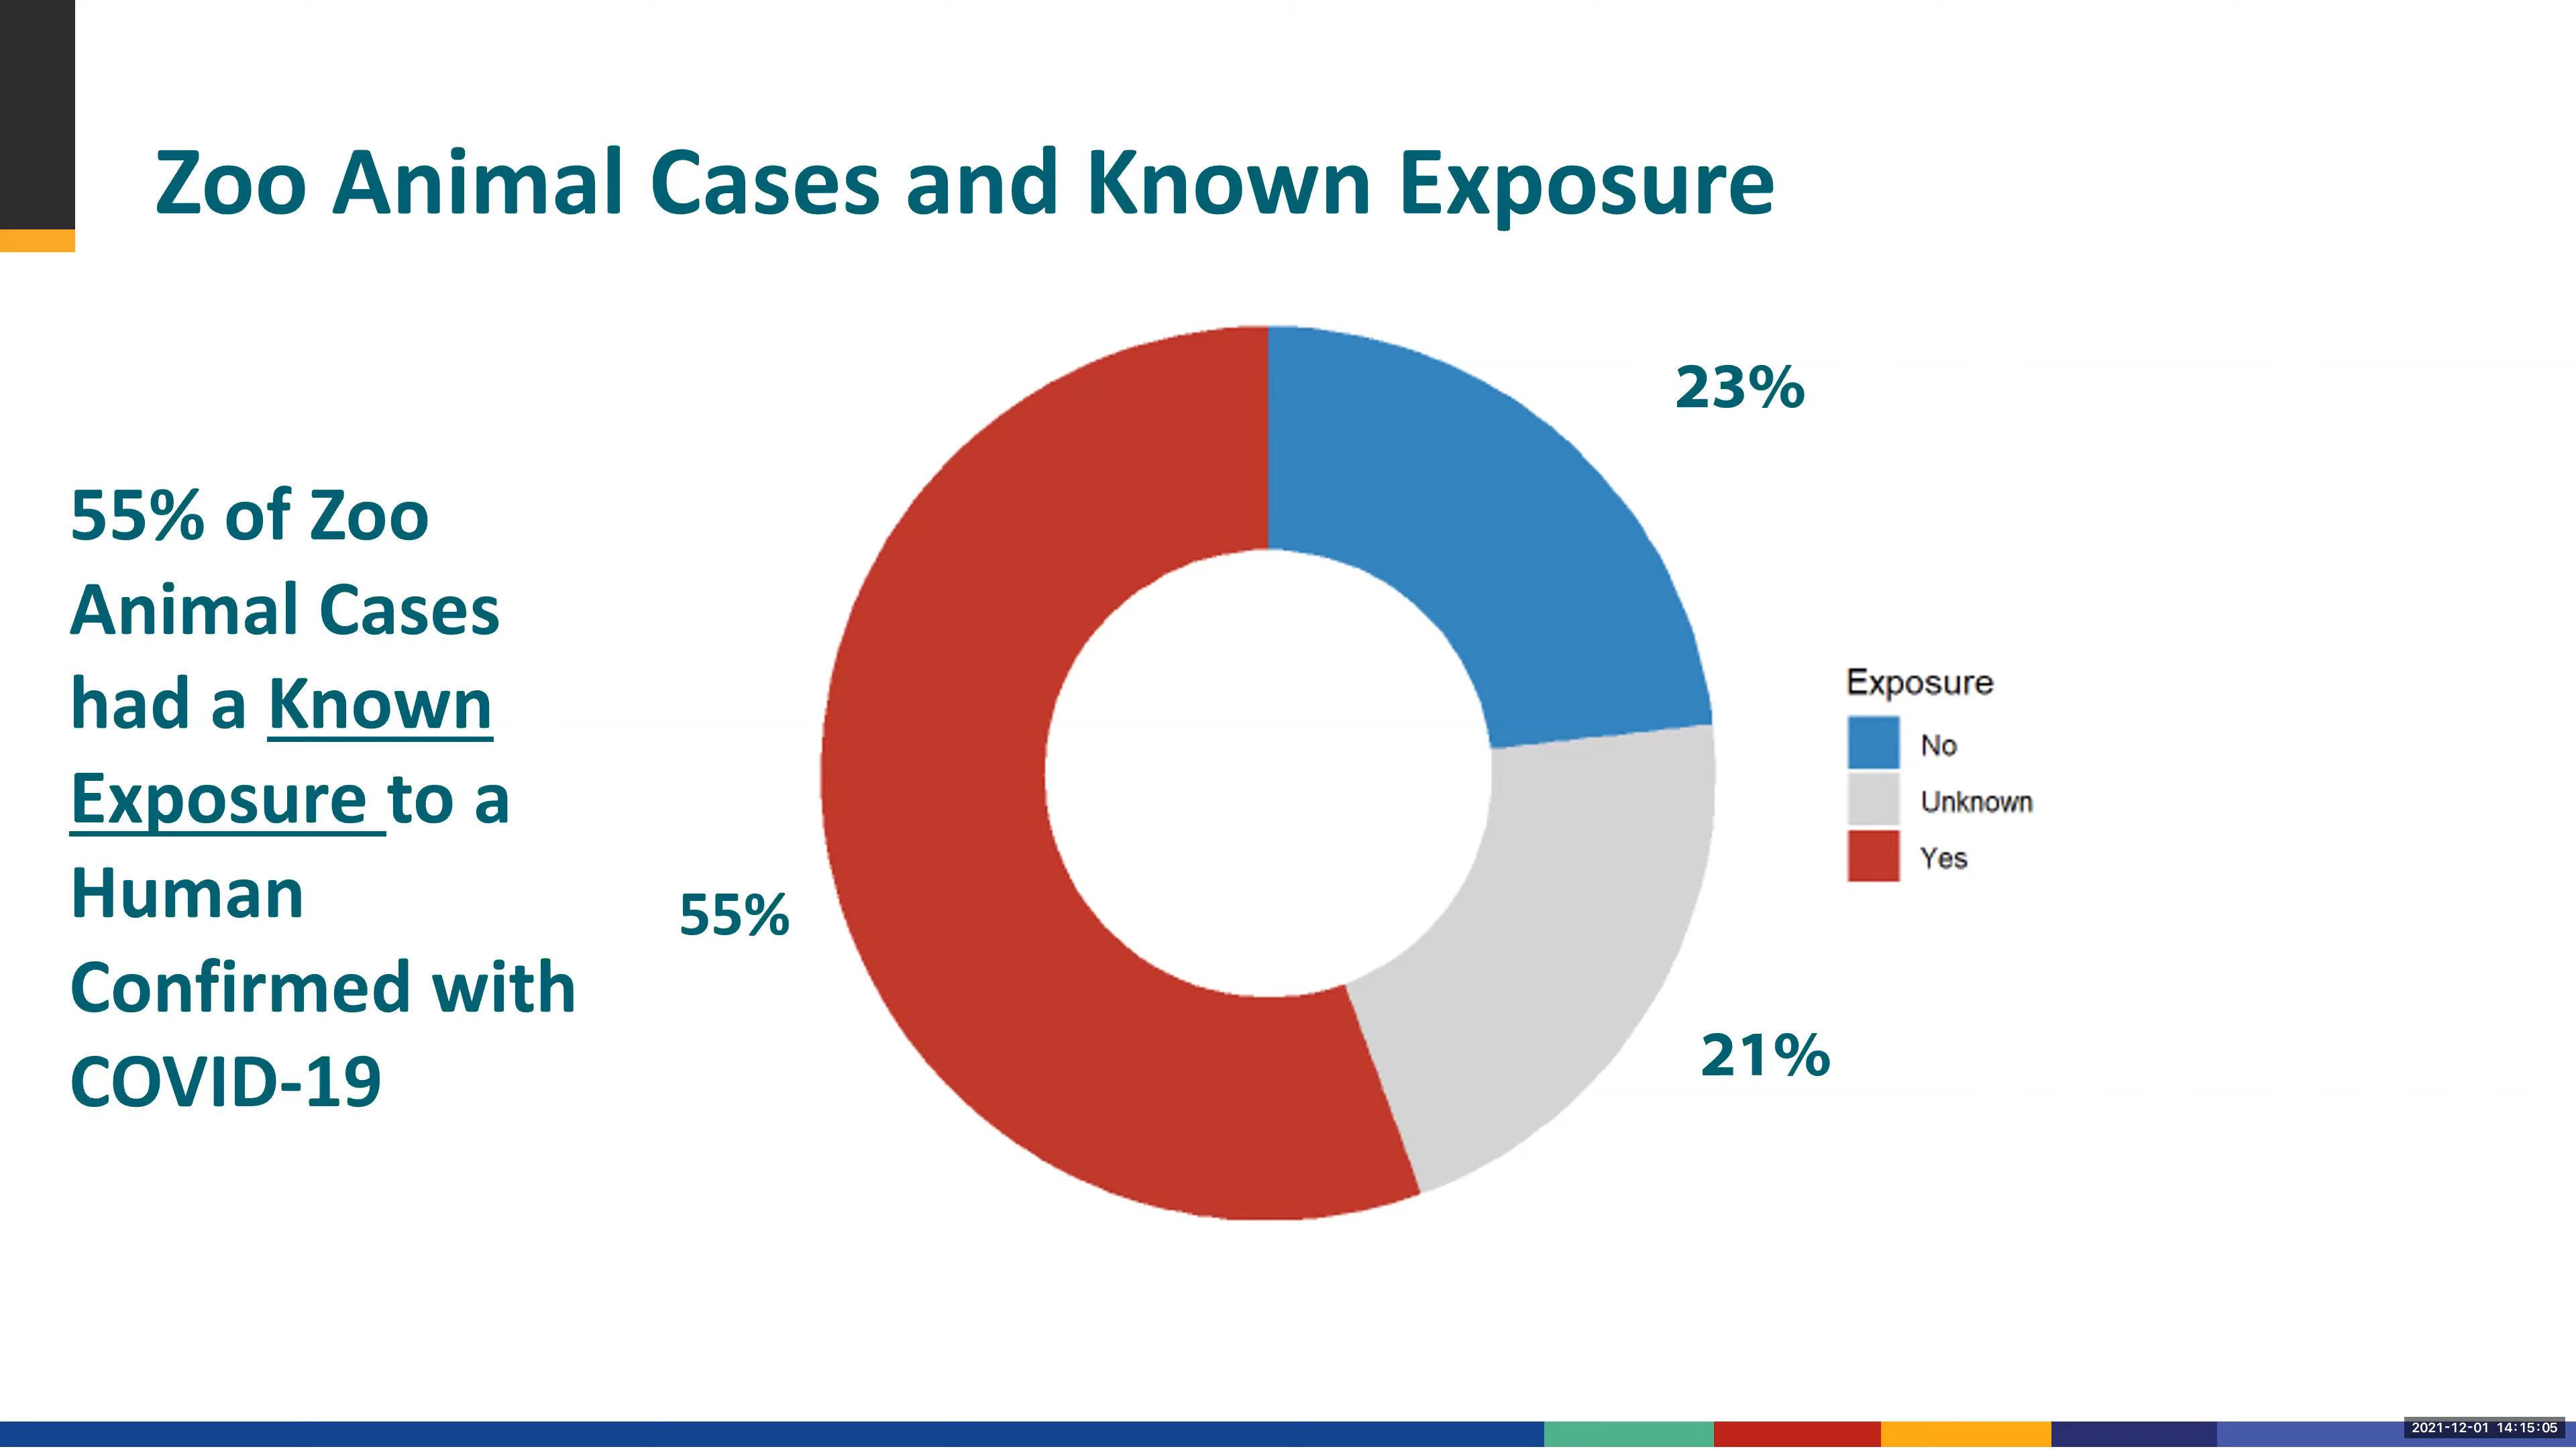 Zoo Animal Cases and Known Exposure
55% of Zoo
Animal Cases
had a Known
Exposure to a
Human
Confirmed with
COVID-19
23%
55%
21%
Exposure
No
Unknown
Yes
2021-12-01 14:15:05